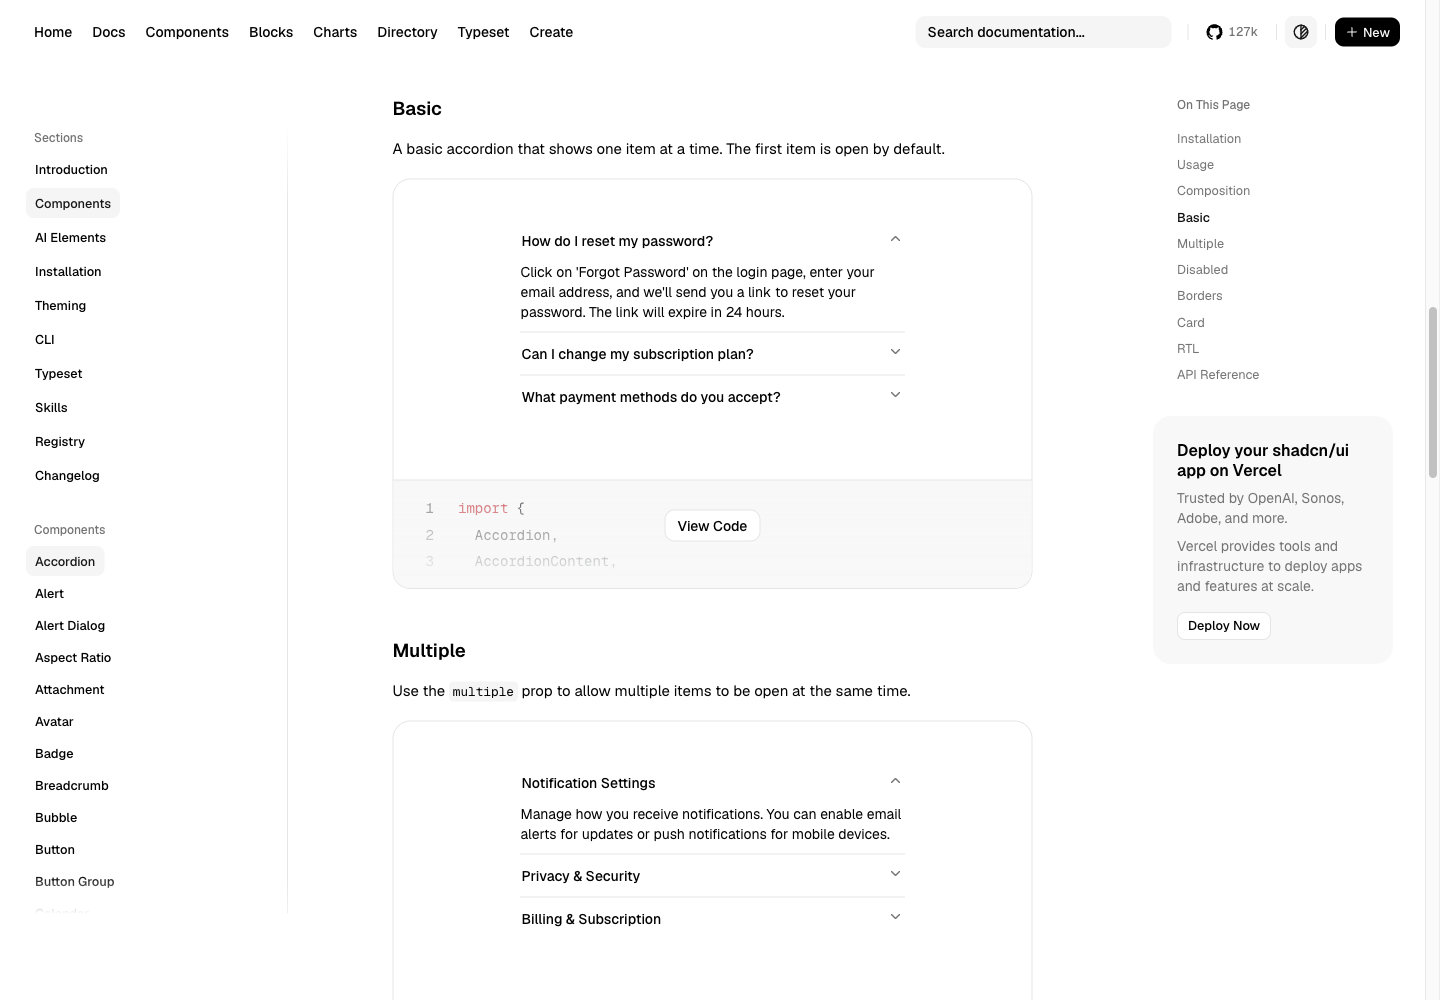 Home Docs Components Blocks Charts Directory Typeset Create
Search documentation...
127k
New
Sections
Introduction
Components
AI Elements
Installation
Theming
CLI
Typeset
Skills
Registry
Changelog
Components
Accordion
Alert
Alert Dialog
Aspect Ratio
Attachment
Avatar
Badge
Breadcrumb
Bubble
Button
Button Group
Basic
A basic accordion that shows one item at a time. The first item is open by default.
How do I reset my password?
Click on 'Forgot Password' on the login page, enter your
email address, and we'll send you a link to reset your
password. The link will expire in 24 hours.
Can I change my subscription plan?
What payment methods do you accept?
1 import {
2 Accordion,
3 AccordionContent,
View Code
Multiple
Use the multiple prop to allow multiple items to be open at the same time.
Notification Settings
Manage how you receive notifications. You can enable email
alerts for updates or push notifications for mobile devices.
Privacy & Security
Billing & Subscription
On This Page
Installation
Usage
Composition
Basic
Multiple
Disabled
Borders
Card
RTL
API Reference
Deploy your shadcn/ui
app on Vercel
Trusted by OpenAI, Sonos,
Adobe, and more.
Vercel provides tools and
infrastructure to deploy apps
and features at scale.
Deploy Now